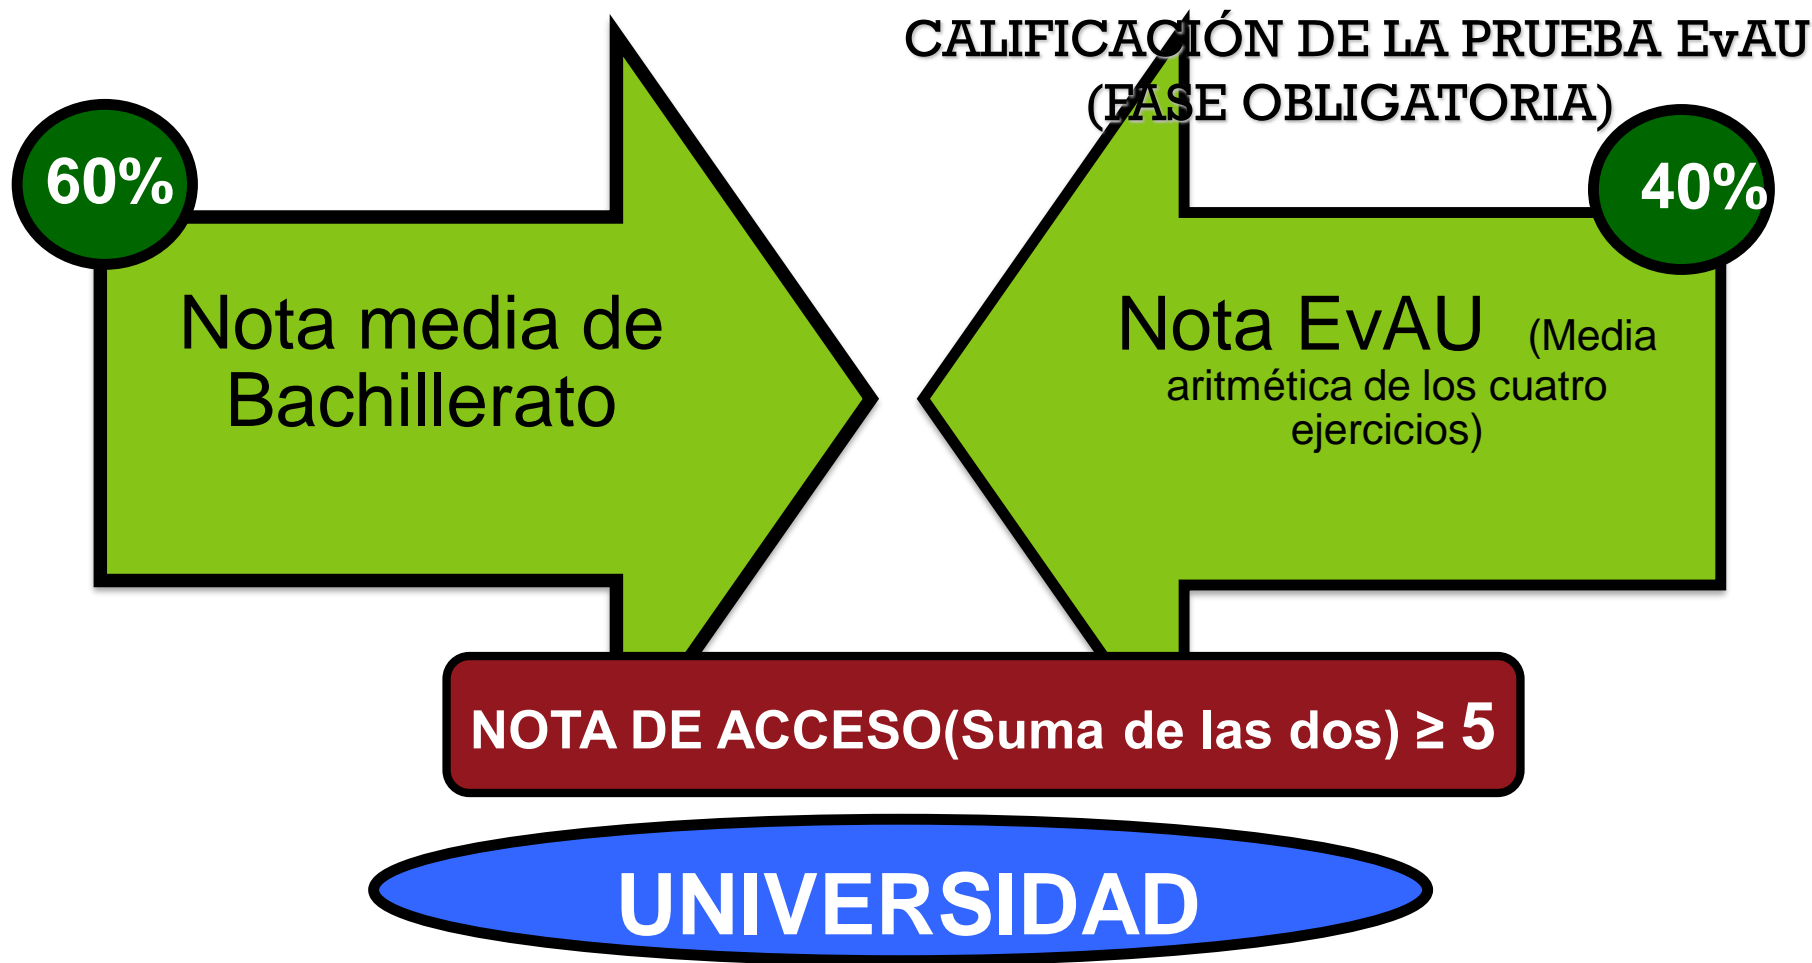 CALIFICACIÓN DE LA PRUEBA EvAU
(FASE OBLIGATORIA)
60%
40%
Nota media de
Bachillerato
Nota EvAU (Media
aritmética de los cuatro
ejercicios)
NOTA DE ACCESO(Suma de las dos) ≥ 5
UNIVERSIDAD